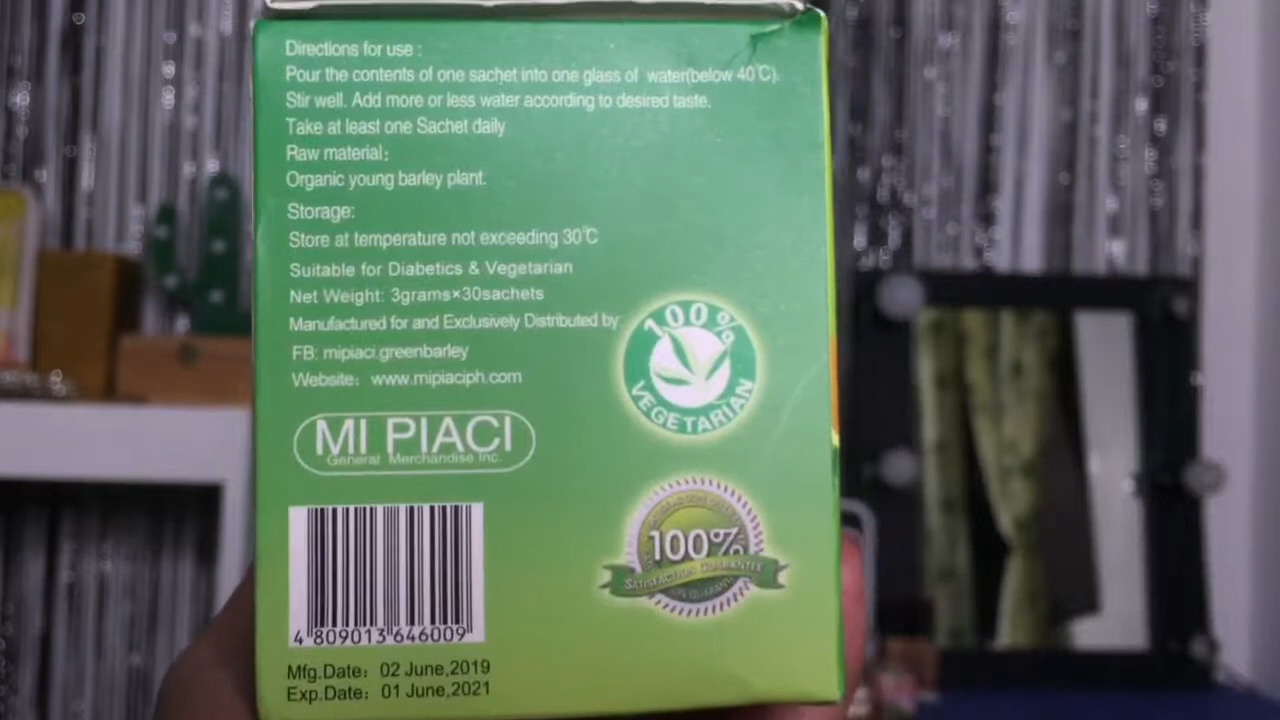 Directions for use :
Pour the contents of one sachet into one glass of water(below 40℃).
Stir well. Add more or less water according to desired taste.
Take at least one Sachet daily
Raw material:
Organic young barley plant.
Storage:
Store at temperature not exceeding 30℃
Suitable for Diabetics & Vegetarian
Net Weight: 3grams×30sachets
Manufactured for and Exclusively Distributed by
FB: mipiaci.greenbarley
Website: www.mipiaciph.com
100%
VEGETARIAN
MI PIACI
General Merchandise Inc.
100%
SATISFACTION GUARANTEE
4 809013 646009
Mfg.Date: 02 June,2019
Exp.Date: 01 June,2021